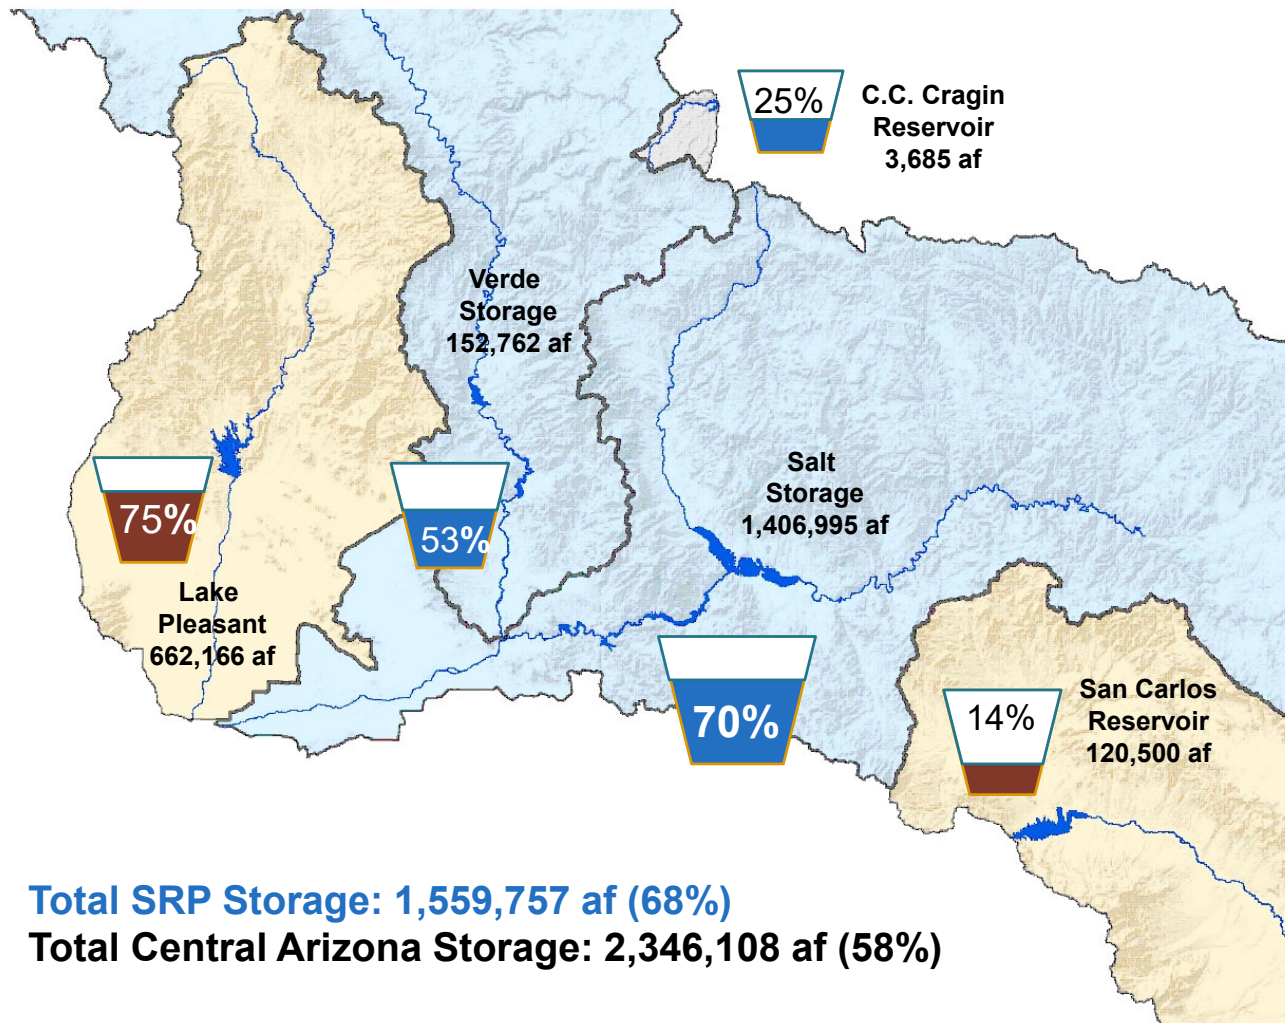 25%
C.C. Cragin
Reservoir
3,685 af
Verde
Storage
152,762 af
75%
53%
Salt
Storage
1,406,995 af
Lake
Pleasant
662,166 af
70%
14%
San Carlos
Reservoir
120,500 af
Total SRP Storage: 1,559,757 af (68%)
Total Central Arizona Storage: 2,346,108 af (58%)